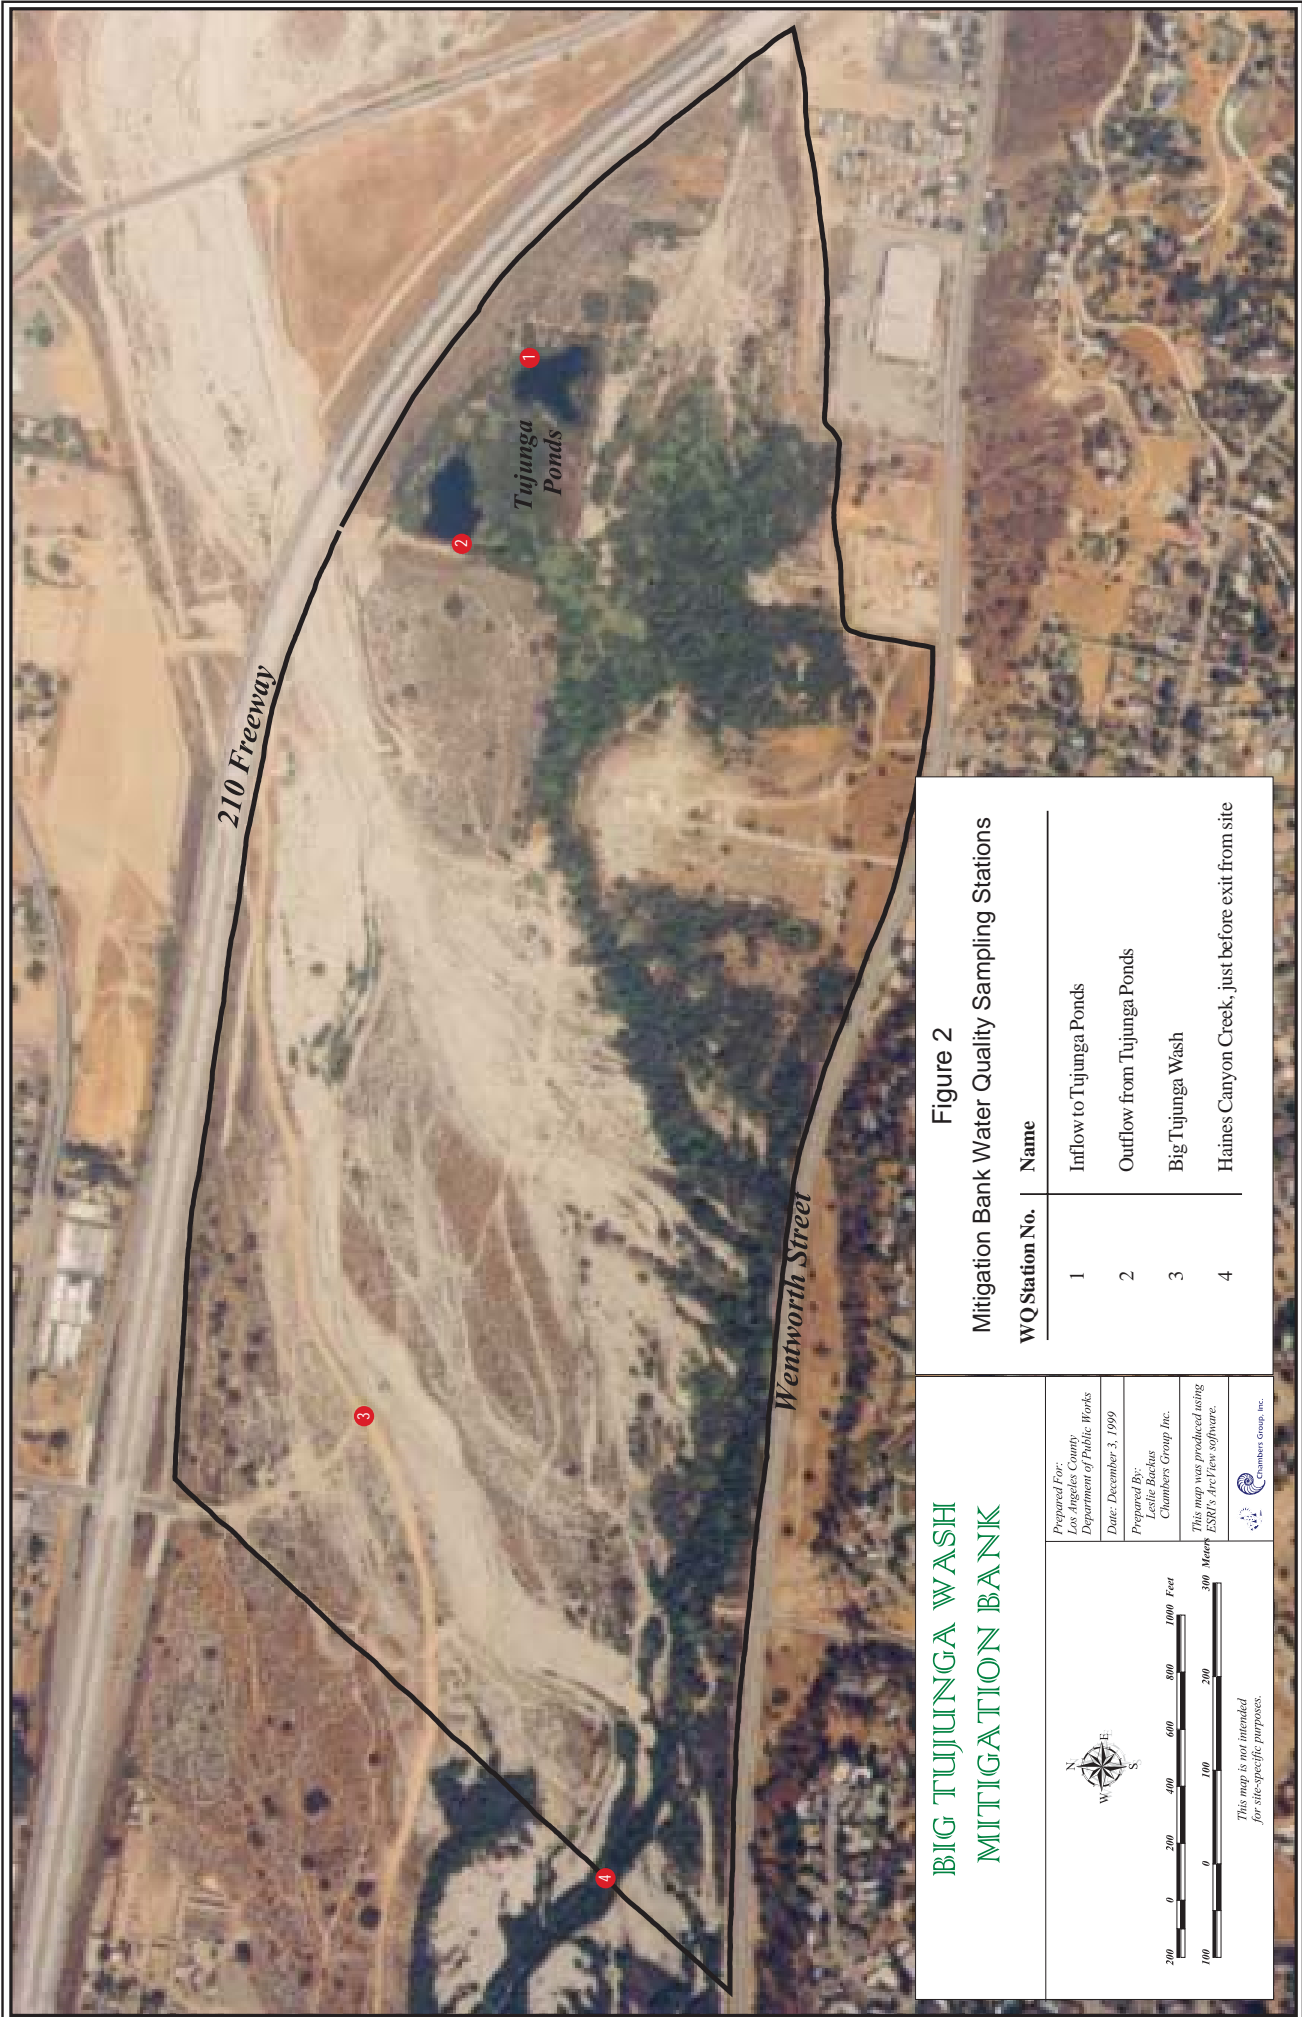 210 Freeway
1
Tujunga
Ponds
2
3
4
Wentworth Street
BIG TUJUNGA WASH
MITIGATION BANK
N
W
E
S
200 0 200 400 600 800 1000 Feet
100 0 100 200 300 Meters
This map is not intended
for site-specific purposes.
Prepared For:
Los Angeles County
Department of Public Works
Date: December 3, 1999
Prepared By:
Leslie Backus
Chambers Group Inc.
This map was produced using
ESRI's ArcView software.
Chambers Group, Inc.
Figure 2
Mitigation Bank Water Quality Sampling Stations
WQ Station No. Name
1 Inflow to Tujunga Ponds
2 Outflow from Tujunga Ponds
3 Big Tujunga Wash
4 Haines Canyon Creek, just before exit from site